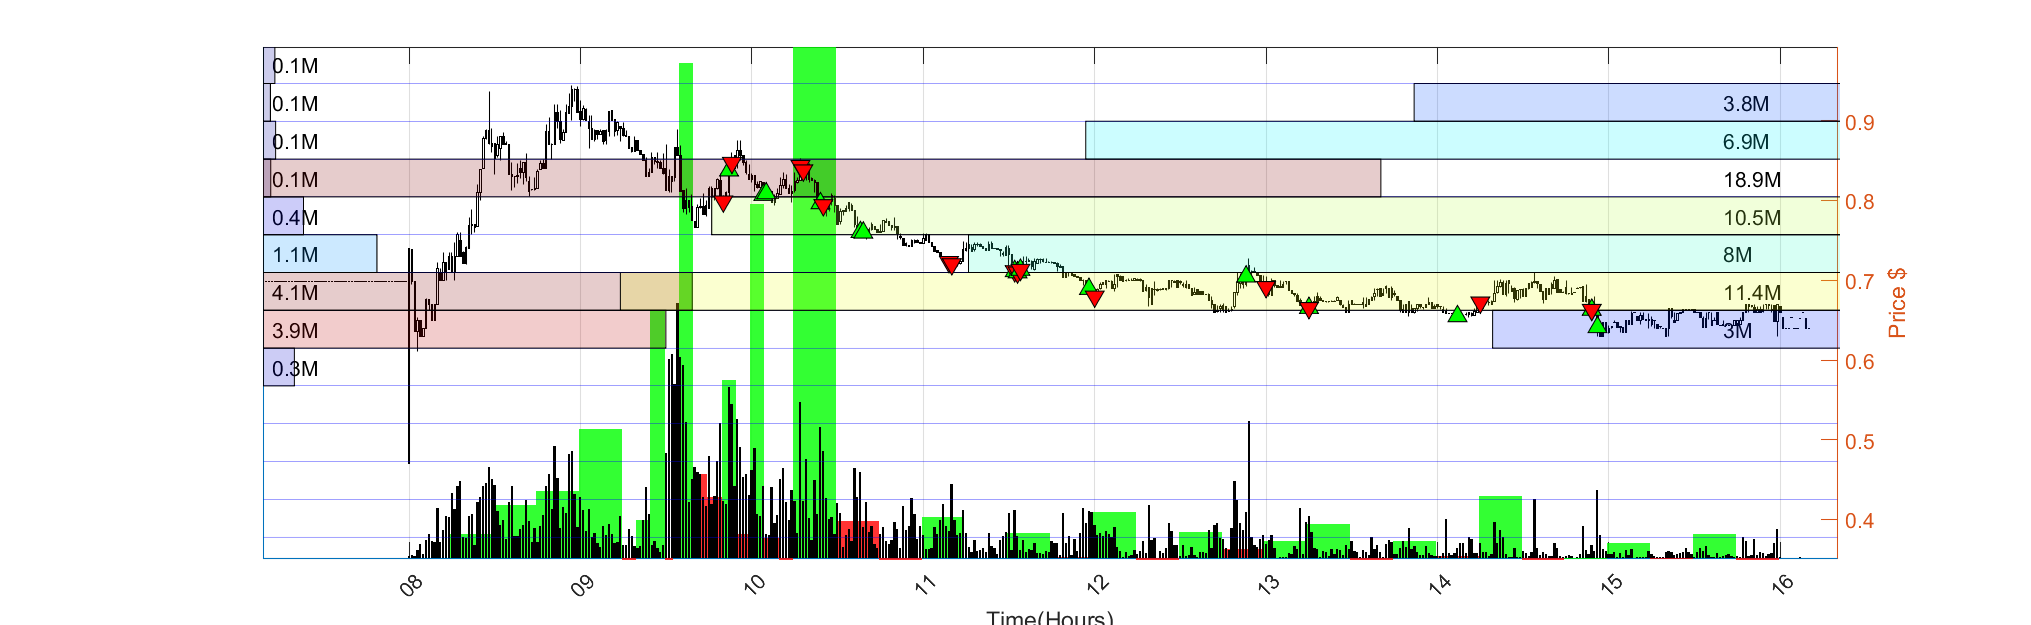 0.1M
0.1M 3.8M
0.9
0.1M 6.9M
0.1M 18.9M
0.8
0.4M 10.5M
1.1M 8M
0.7
4.1M 11.4M
Price $
3.9M 3M
0.6
0.3M
0.5
0.4
08 09 10 11 12 13 14 15 16
Time(Hours)